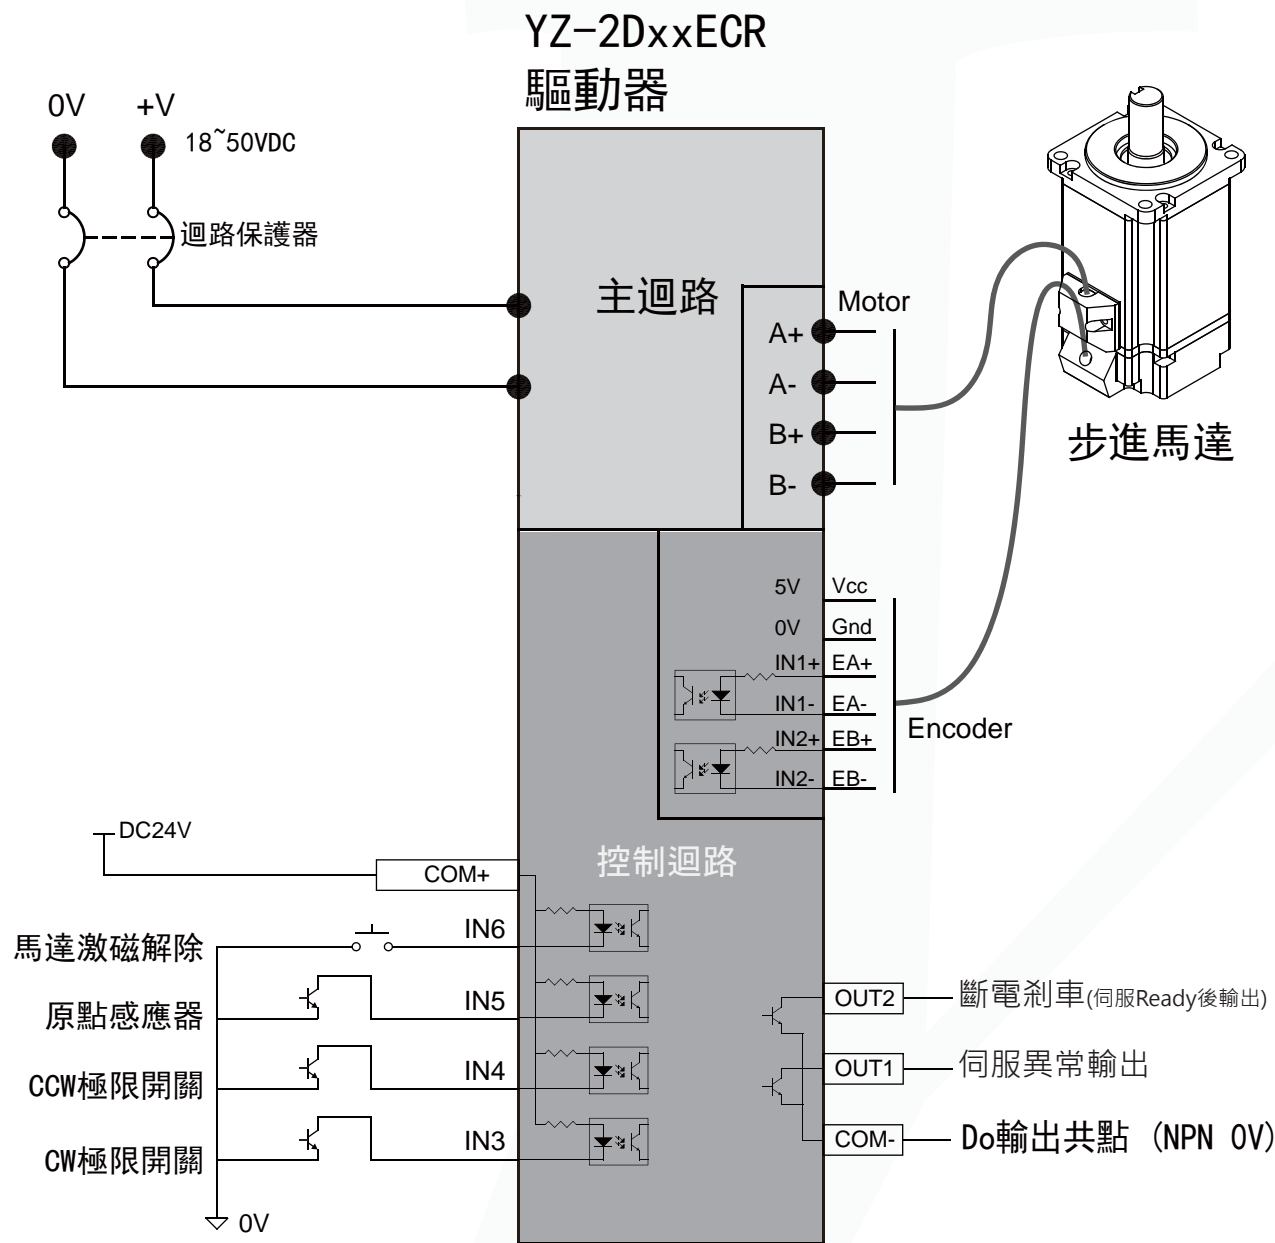 YZ-2DxxECR
驅動器
0V
+V
18~50VDC
迴路保護器
主迴路
Motor
A+
A-
B+
B-
步進馬達
5V
Vcc
0V
Gnd
IN1+
EA+
IN1-
EA-
IN2+
EB+
IN2-
EB-
Encoder
DC24V
控制迴路
COM+
馬達激磁解除
IN6
原點感應器
IN5
CCW極限開關
IN4
CW極限開關
IN3
0V
OUT2
斷電剎車(伺服Ready後輸出)
OUT1
伺服異常輸出
COM-
Do輸出共點 (NPN 0V)